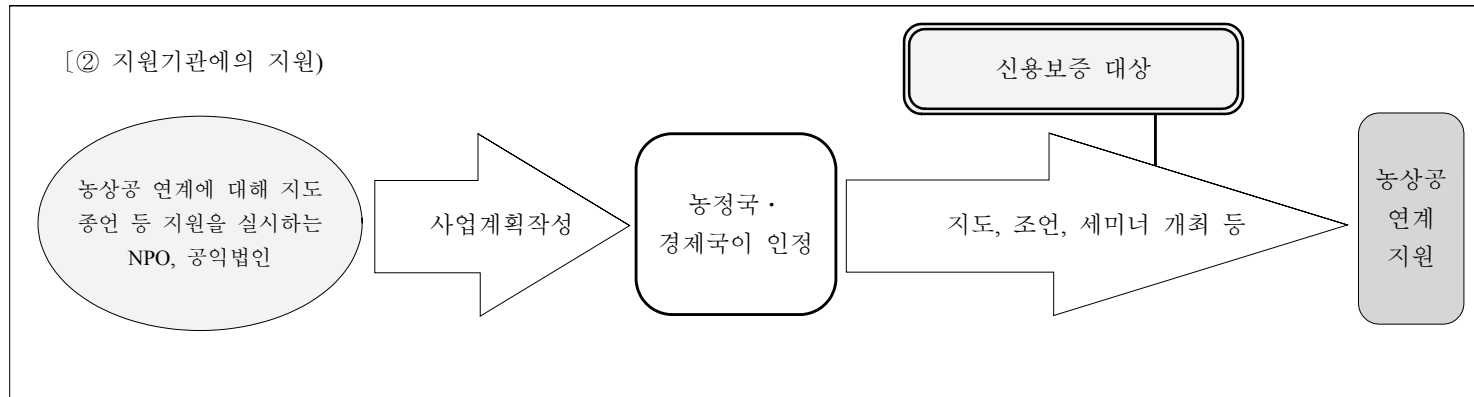 [② 지원기관에의 지원)
신용보증 대상
농상공 연계에 대해 지도
종언 등 지원을 실시하는
NPO, 공익법인
사업계획작성
농정국・
경제국이 인정
지도, 조언, 세미너 개최 등
농상공
연계
지원